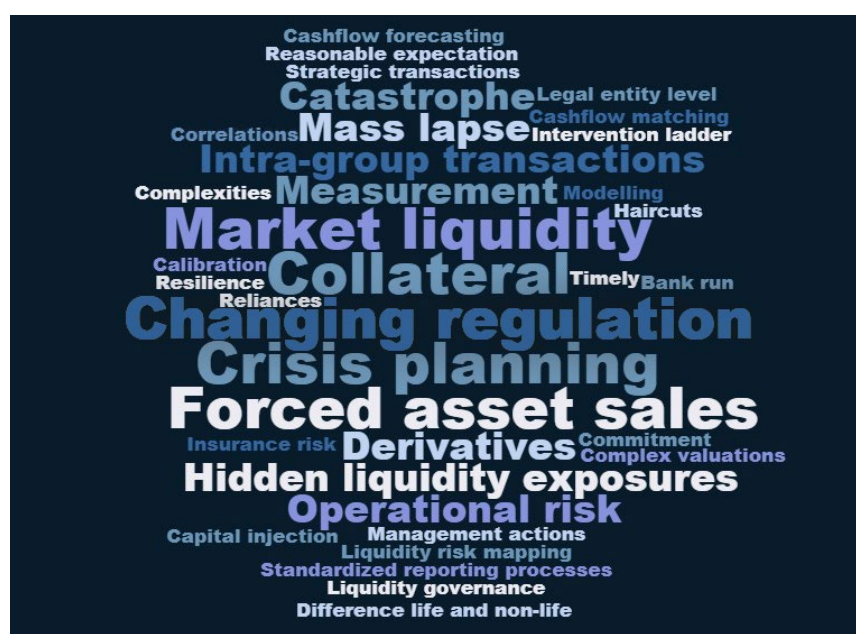 Cashflow forecasting
Reasonable expectation
Strategic transactions
Catastrophe Legal entity level
Cashflow matching
Correlations Mass lapse Intervention ladder
Intra-group transactions
Complexities Measurement Modelling
Haircuts
Market liquidity
Calibration Collateral Timely Bank run
Resilience
Reliances
Changing regulation
Crisis planning
Forced asset sales
Insurance risk Derivatives Commitment
Complex valuations
Hidden liquidity exposures
Operational risk
Capital injection Management actions
Liquidity risk mapping
Standardized reporting processes
Liquidity governance
Difference life and non-life